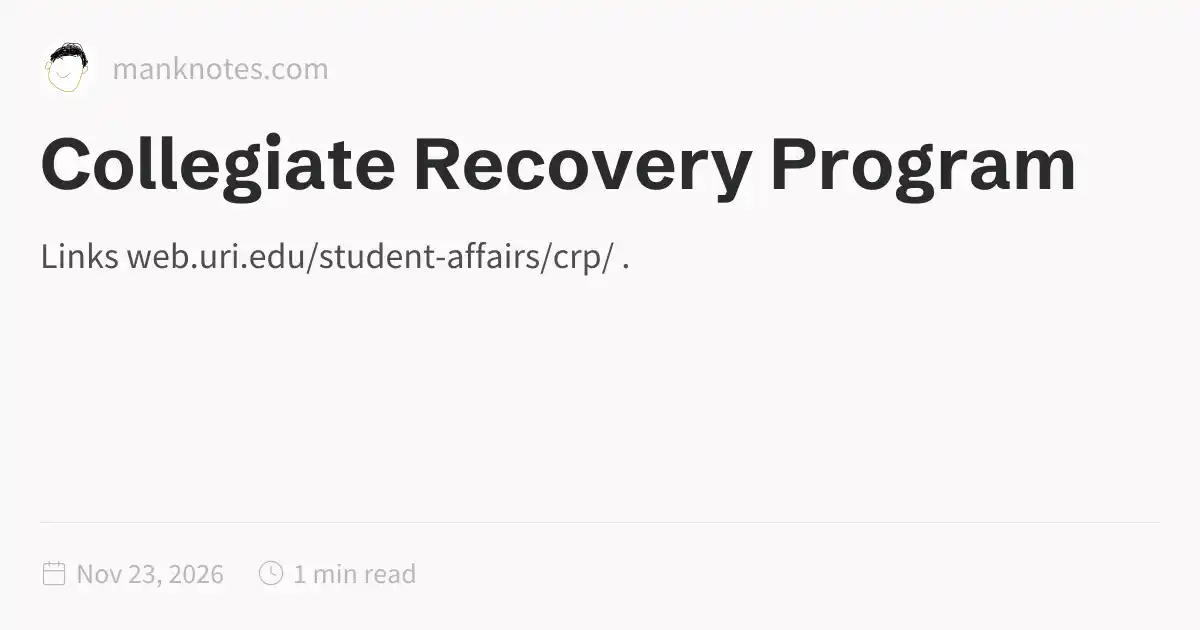 manknotes.com
Collegiate Recovery Program
Links web.uri.edu/student-affairs/crp/ .
Nov 23, 2026 1 min read